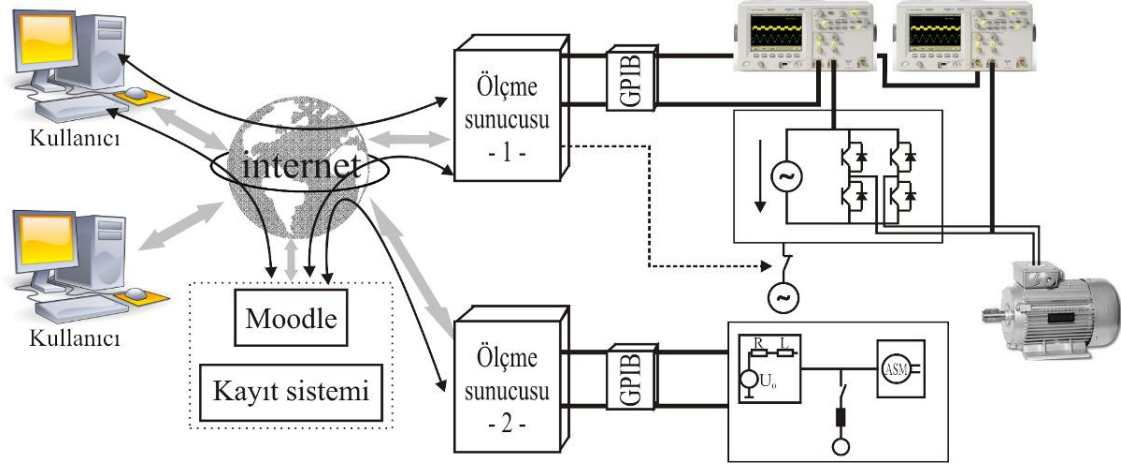 Kullanıcı
Kullanıcı
internet
Moodle
Kayıt sistemi
Ölçme
sunucusu
- 1 -
GPIB
Ölçme
sunucusu
- 2 -
GPIB
~
~
R L
U₀
ASM